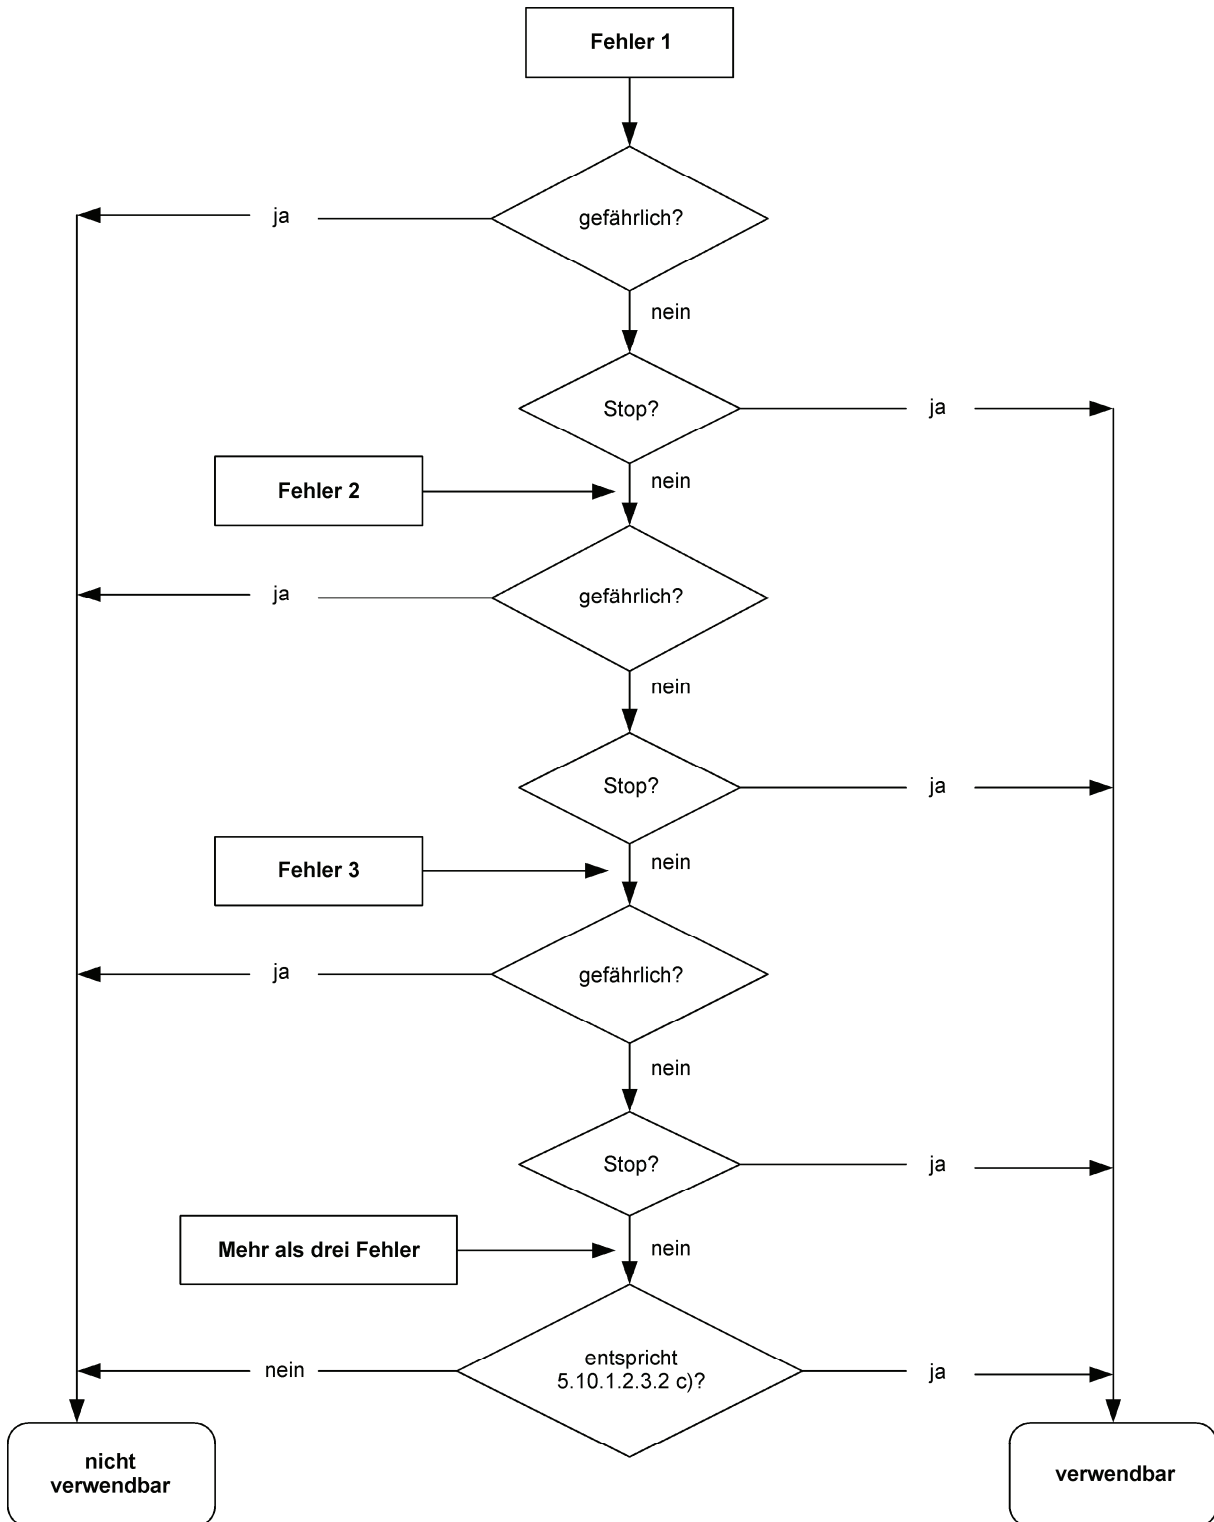 Fehler 1
gefährlich?
ja
nein
Stop?
ja
nein
Fehler 2
gefährlich?
ja
nein
Stop?
ja
nein
Fehler 3
gefährlich?
ja
nein
Stop?
ja
nein
Mehr als drei Fehler
entspricht
5.10.1.2.3.2 c)?
nein
ja
nicht
verwendbar
verwendbar